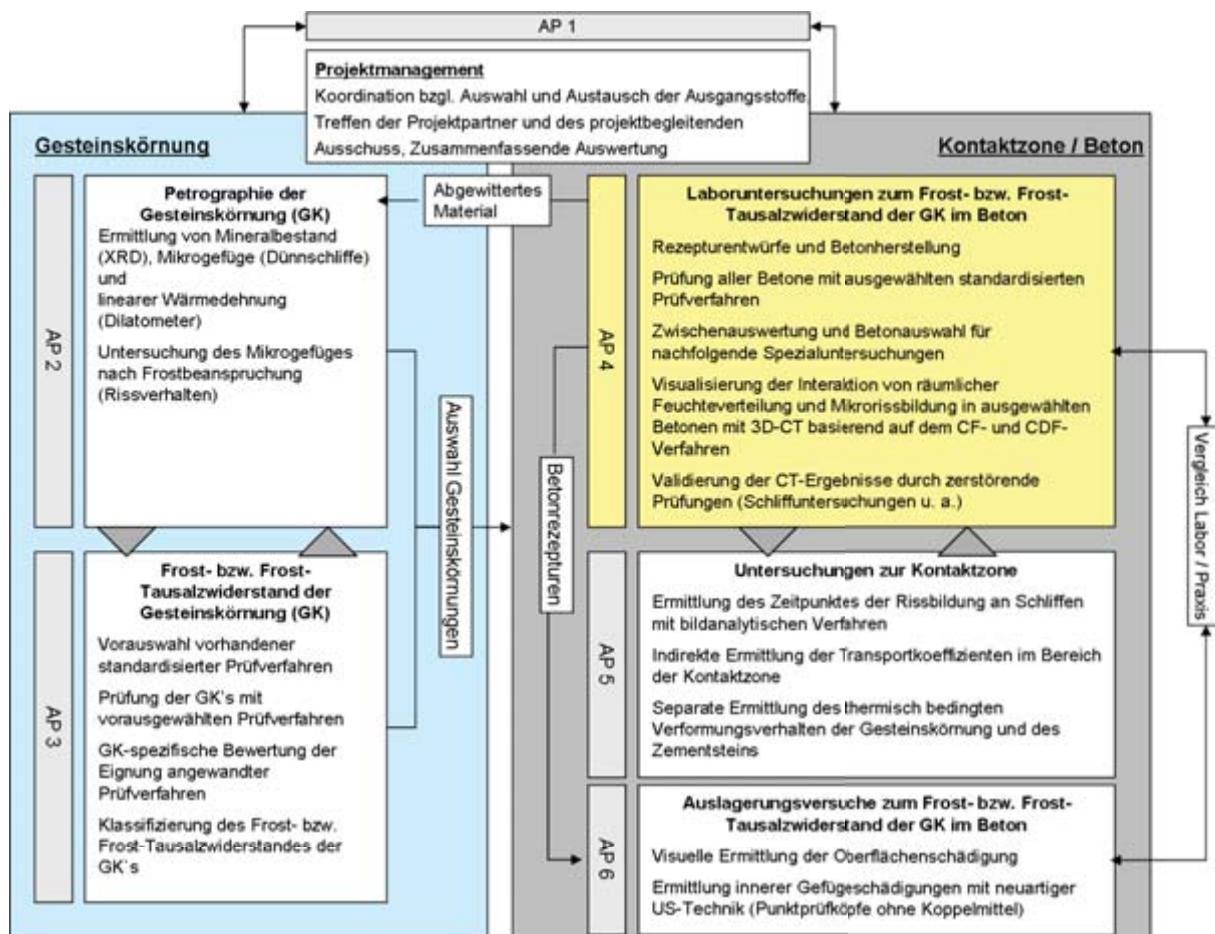 AP 1
Projektmanagement
Koordination bzgl. Auswahl und Austausch der Ausgangsstoffe,
Treffen der Projektpartner und des projektbegleitenden
Ausschuss, Zusammenfassende Auswertung
Gesteinskörnung
AP 2
Petrographie der
Gesteinskörnung (GK)
Ermittlung von Mineralbestand
(XRD), Mikrogefüge (Dünnschliffe)
und
linearer Wärmedehnung
(Dilatometer)
Untersuchung des Mikrogefüges
nach Frostbeanspruchung
(Rissverhalten)
AP 3
Frost- bzw. Frost-
Tausalzwiderstand der
Gesteinskörnung (GK)
Vorauswahl vorhandener
standardisierter Prüfverfahren
Prüfung der GK's mit
vorausgewählten Prüfverfahren
GK-spezifische Bewertung der
Eignung angewandter
Prüfverfahren
Klassifizierung des Frost- bzw.
Frost-Tausalzwiderstandes der
GK`s
Abgewittertes
Material
Auswahl Gesteinskörnungen
Betonrezepturen
Kontaktzone / Beton
AP 4
Laboruntersuchungen zum Frost- bzw. Frost-
Tausalzwiderstand der GK im Beton
Rezepturentwürfe und Betonherstellung
Prüfung aller Betone mit ausgewählten standardisierten
Prüfverfahren
Zwischenauswertung und Betonauswahl für
nachfolgende Spezialuntersuchungen
Visualisierung der Interaktion von räumlicher
Feuchteverteilung und Mikrorissbildung in ausgewählten
Betonen mit 3D-CT basierend auf dem CF- und CDF-
Verfahren
Validierung der CT-Ergebnisse durch zerstörende
Prüfungen (Schliffuntersuchungen u. a.)
AP 5
Untersuchungen zur Kontaktzone
Ermittlung des Zeitpunktes der Rissbildung an Schliffen
mit bildanalytischen Verfahren
Indirekte Ermittlung der Transportkoeffizienten im Bereich
der Kontaktzone
Separate Ermittlung des thermisch bedingten
Verformungsverhalten der Gesteinskörnung und des
Zementsteins
AP 6
Auslagerungsversuche zum Frost- bzw. Frost-
Tausalzwiderstand der GK im Beton
Visuelle Ermittlung der Oberflächenschädigung
Ermittlung innerer Gefügeschädigungen mit neuartiger
US-Technik (Punktprüfköpfe ohne Koppelmittel)
Vergleich Labor / Praxis